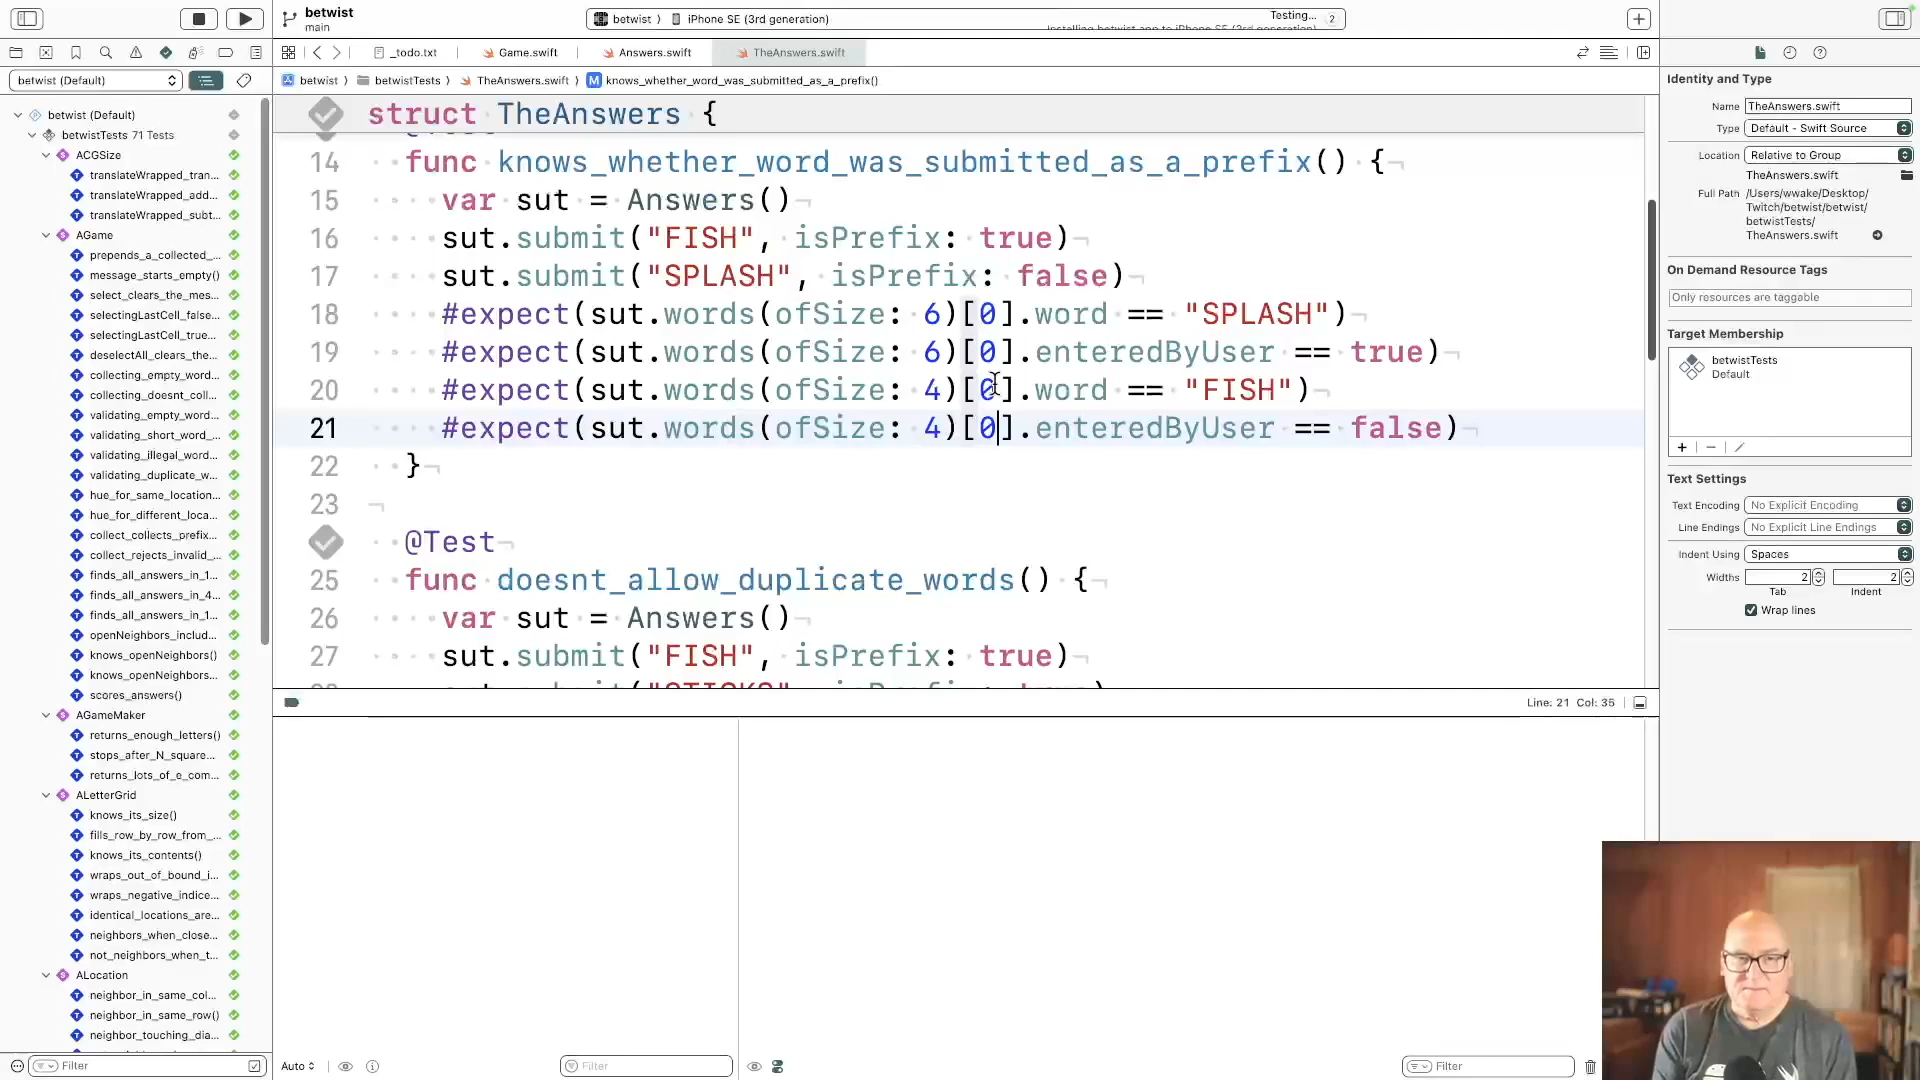 betwist
main
betwist
iPhone SE (3rd generation)
Testing...
2
Installing betwist app to iPhone SE (3rd generation)
_todo.txt
Game.swift
Answers.swift
TheAnswers.swift
betwist (Default)
betwist
betwistTests
TheAnswers.swift
M
knows_whether_word_was_submitted_as_a_prefix()
betwist (Default)
betwistTests 71 Tests
ACGSize
translateWrapped_tran...
translateWrapped_add...
translateWrapped_subt...
AGame
prepends_a_collected_...
message_starts_empty()
select_clears_the_mes...
selectingLastCell_false...
selectingLastCell_true...
deselectAll_clears_the...
collecting_empty_word...
collecting_doesnt_coll...
validating_empty_word...
validating_short_word_...
validating_illegal_word...
validating_duplicate_w...
hue_for_same_location...
hue_for_different_loca...
collect_collects_prefix...
collect_rejects_invalid_...
finds_all_answers_in_1...
finds_all_answers_in_4...
finds_all_answers_in_1...
openNeighbors_includ...
knows_openNeighbors()
knows_openNeighbors...
scores_answers()
AGameMaker
returns_enough_letters()
stops_after_N_square...
returns_lots_of_e_com...
ALetterGrid
knows_its_size()
fills_row_by_row_from_...
knows_its_contents()
wraps_out_of_bound_i...
wraps_negative_indice...
identical_locations_are...
neighbors_when_close...
not_neighbors_when_t...
ALocation
neighbor_in_same_col...
neighbor_in_same_row()
neighbor_touching_dia...
Filter
struct TheAnswers {
14 func knows_whether_word_was_submitted_as_a_prefix() {
15 var sut = Answers()
16 sut.submit("FISH", isPrefix: true)
17 sut.submit("SPLASH", isPrefix: false)
18 #expect(sut.words(ofSize: 6)[0].word == "SPLASH")
19 #expect(sut.words(ofSize: 6)[0].enteredByUser == true)
20 #expect(sut.words(ofSize: 4)[0].word == "FISH")
21 #expect(sut.words(ofSize: 4)[0].enteredByUser == false)
22 }
23
@Test
25 func doesnt_allow_duplicate_words() {
26 var sut = Answers()
27 sut.submit("FISH", isPrefix: true)
Line: 21 Col: 35
Auto
Filter
Filter
Identity and Type
Name TheAnswers.swift
Type Default - Swift Source
Location Relative to Group
TheAnswers.swift
Full Path /Users/wwake/Desktop/
Twitch/betwist/betwist/
betwistTests/
TheAnswers.swift
On Demand Resource Tags
Only resources are taggable
Target Membership
betwistTests
Default
Text Settings
Text Encoding No Explicit Encoding
Line Endings No Explicit Line Endings
Indent Using Spaces
Widths 2 2
Tab Indent
Wrap lines